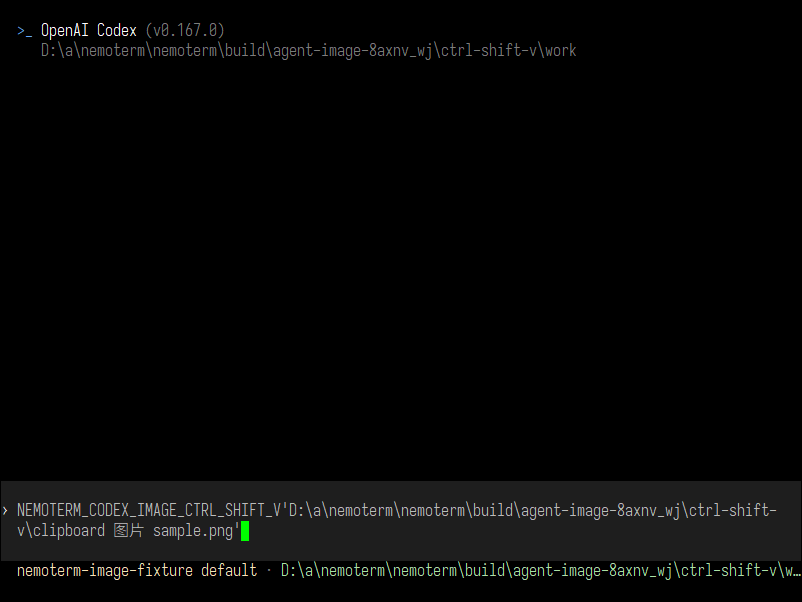 >_ OpenAI Codex (v0.167.0)
D:\a\nemoterm\nemoterm\build\agent-image-8axnv_wj\ctrl-shift-v\work
› NEMOTERM_CODEX_IMAGE_CTRL_SHIFT_V'D:\a\nemoterm\nemoterm\build\agent-image-8axnv_wj\ctrl-shift-
v\clipboard 图片 sample.png'
nemoterm-image-fixture default · D:\a\nemoterm\nemoterm\build\agent-image-8axnv_wj\ctrl-shift-v\w…